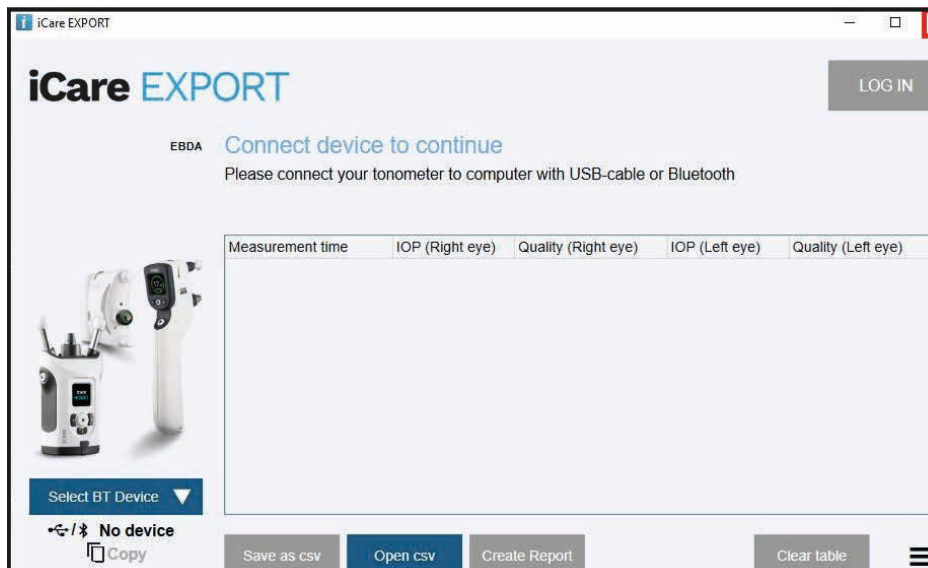 iCare EXPORT
iCare EXPORT
LOG IN
EBDA
Connect device to continue
Please connect your tonometer to computer with USB-cable or Bluetooth
Measurement time IOP (Right eye) Quality (Right eye) IOP (Left eye) Quality (Left eye)
Select BT Device
/ No device
Copy
Save as csv Open csv Create Report Clear table